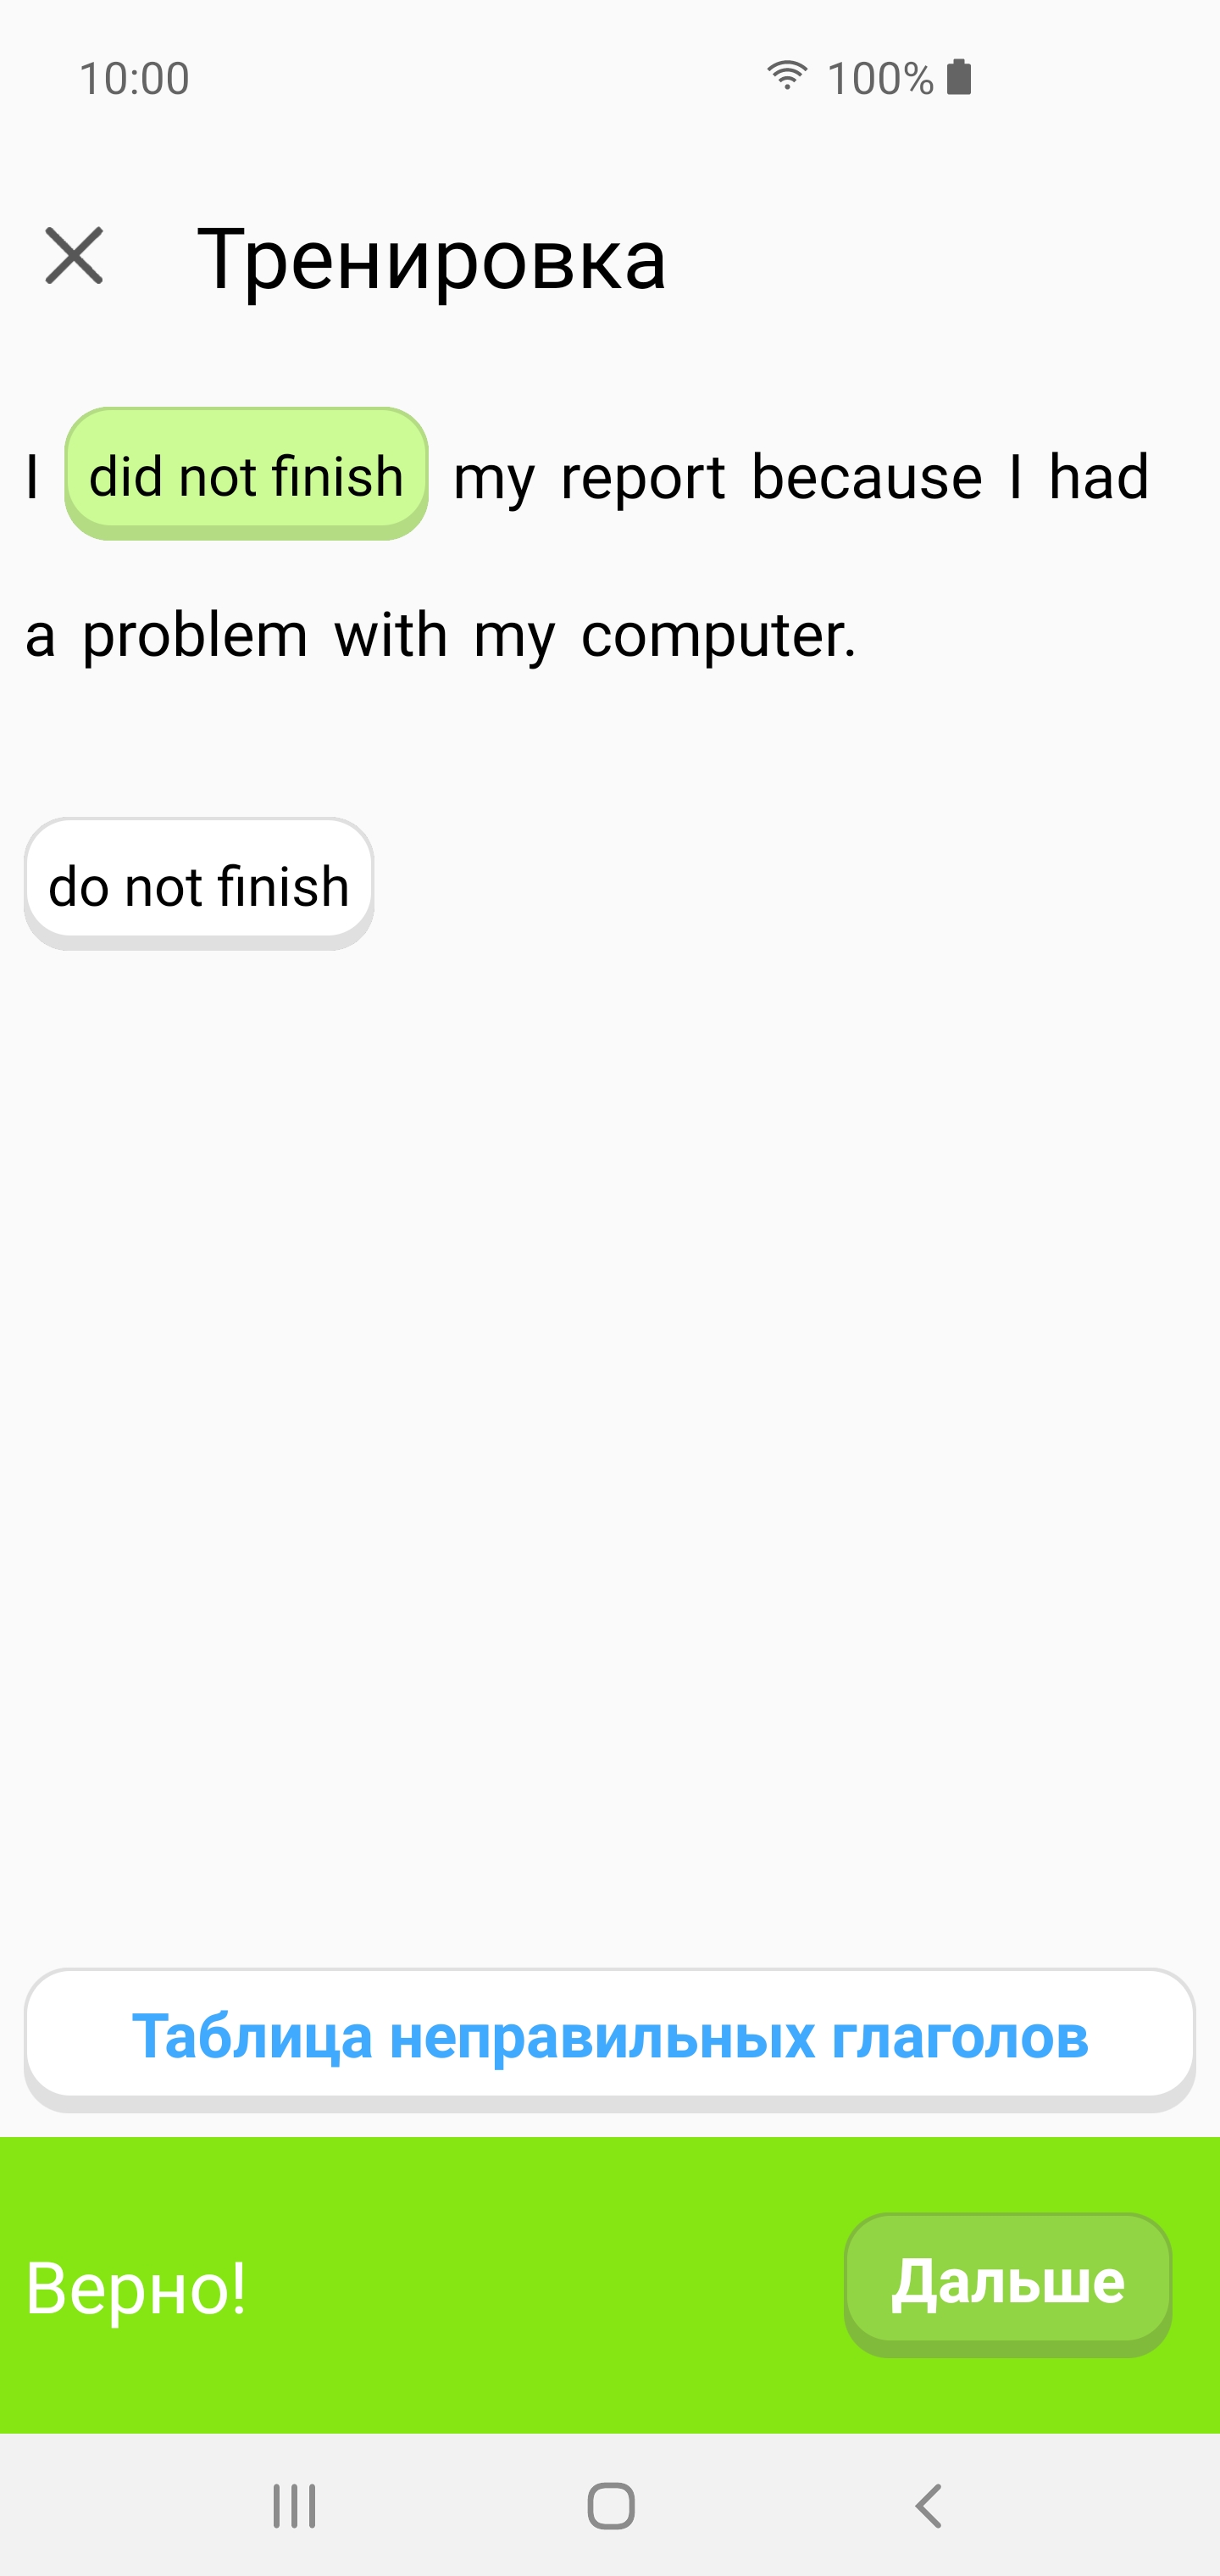 10:00 100%
Тренировка
I did not finish my report because I had
a problem with my computer.
do not finish
Таблица неправильных глаголов
Верно! Дальше